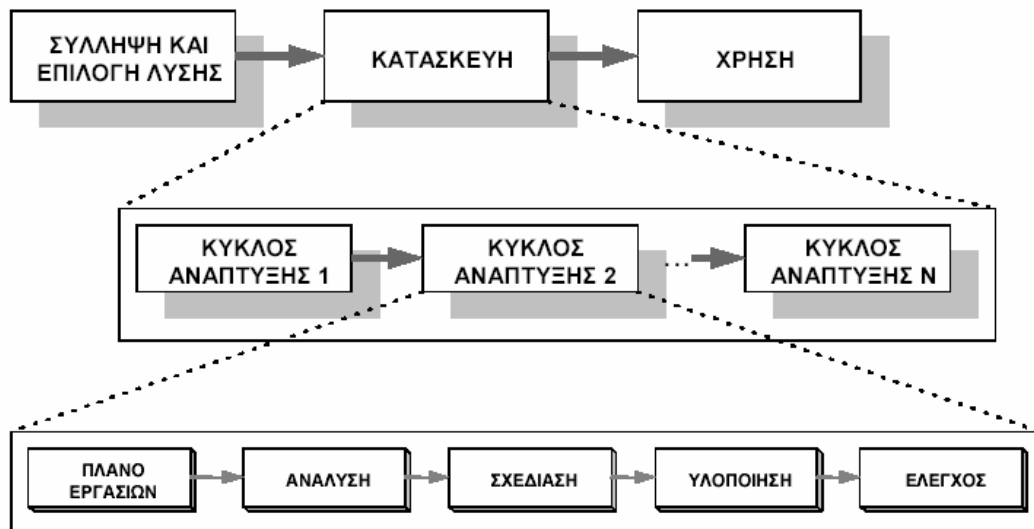 ΣΥΛΛΗΨΗ ΚΑΙ
ΕΠΙΛΟΓΗ ΛΥΣΗΣ
ΚΑΤΑΣΚΕΥΗ
ΧΡΗΣΗ
ΚΥΚΛΟΣ
ΑΝΑΠΤΥΞΗΣ 1
ΚΥΚΛΟΣ
ΑΝΑΠΤΥΞΗΣ 2
...
ΚΥΚΛΟΣ
ΑΝΑΠΤΥΞΗΣ Ν
ΠΛΑΝΟ
ΕΡΓΑΣΙΩΝ
ΑΝΑΛΥΣΗ
ΣΧΕΔΙΑΣΗ
ΥΛΟΠΟΙΗΣΗ
ΕΛΕΓΧΟΣ